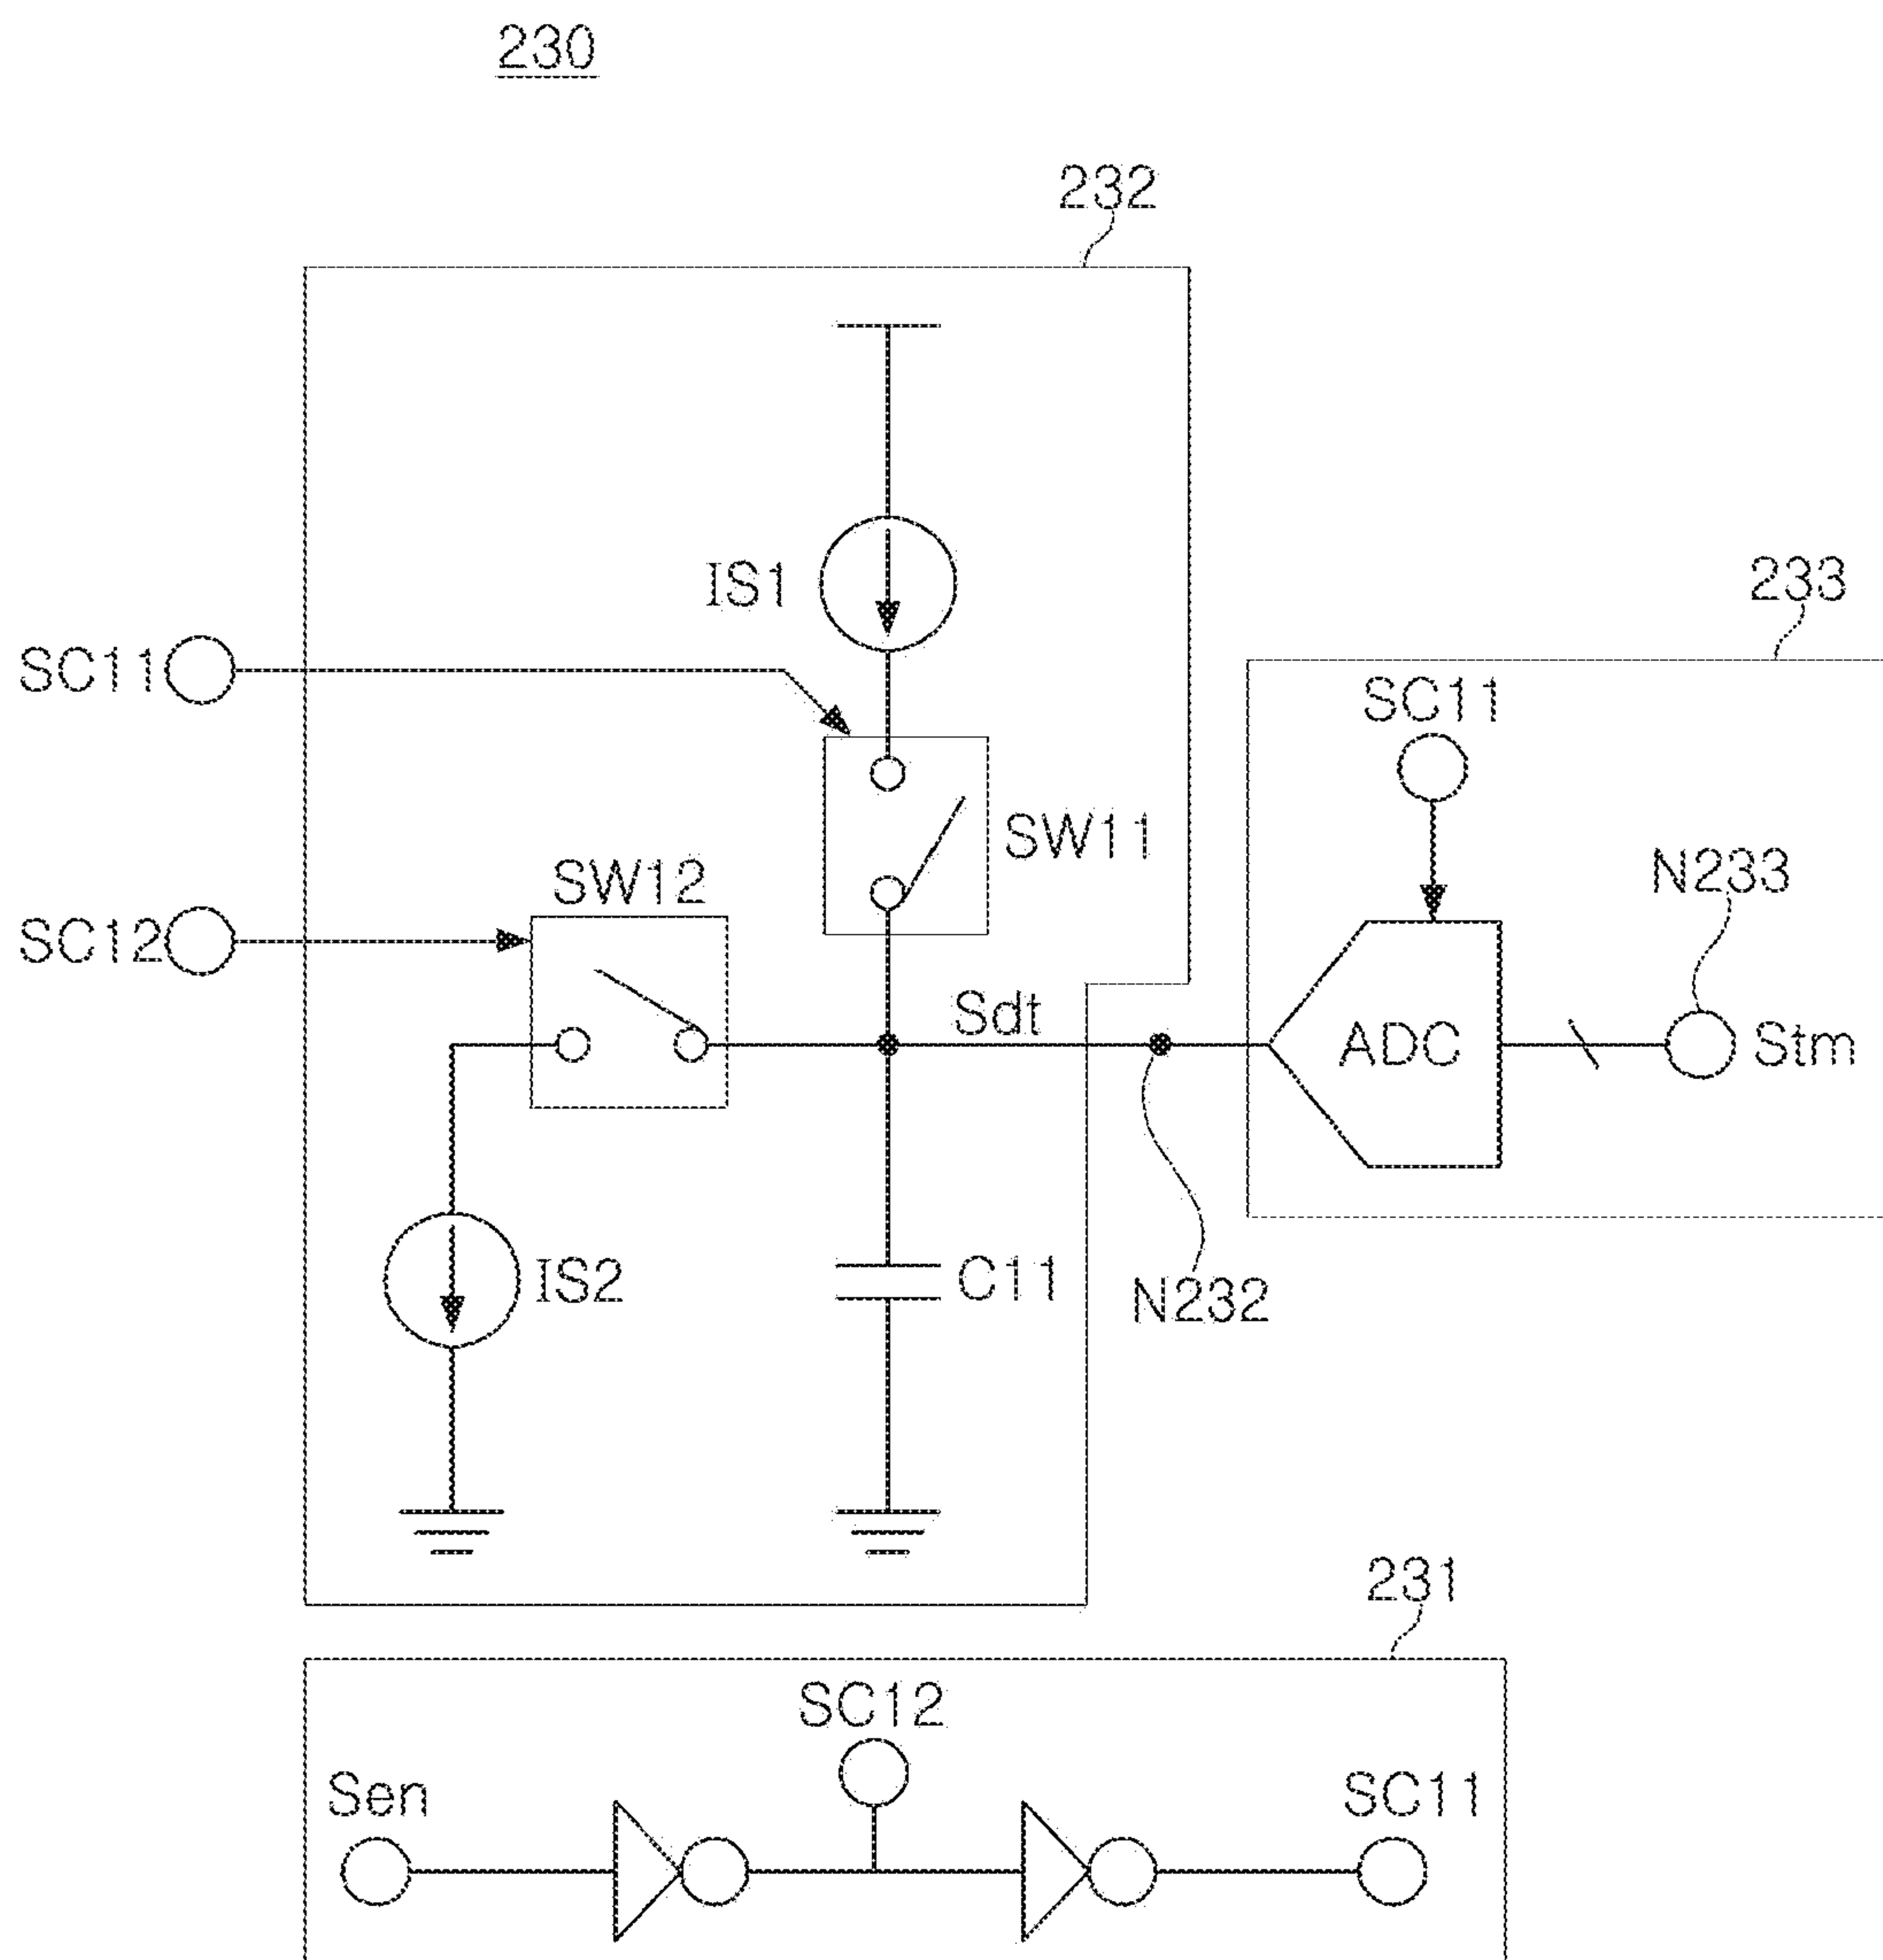 230
232
IS1
233
SC11
SC11
SW11
N233
SW12
SC12
Sdt
ADC
Stm
IS2
C11
N232
231
SC12
Sen
SC11